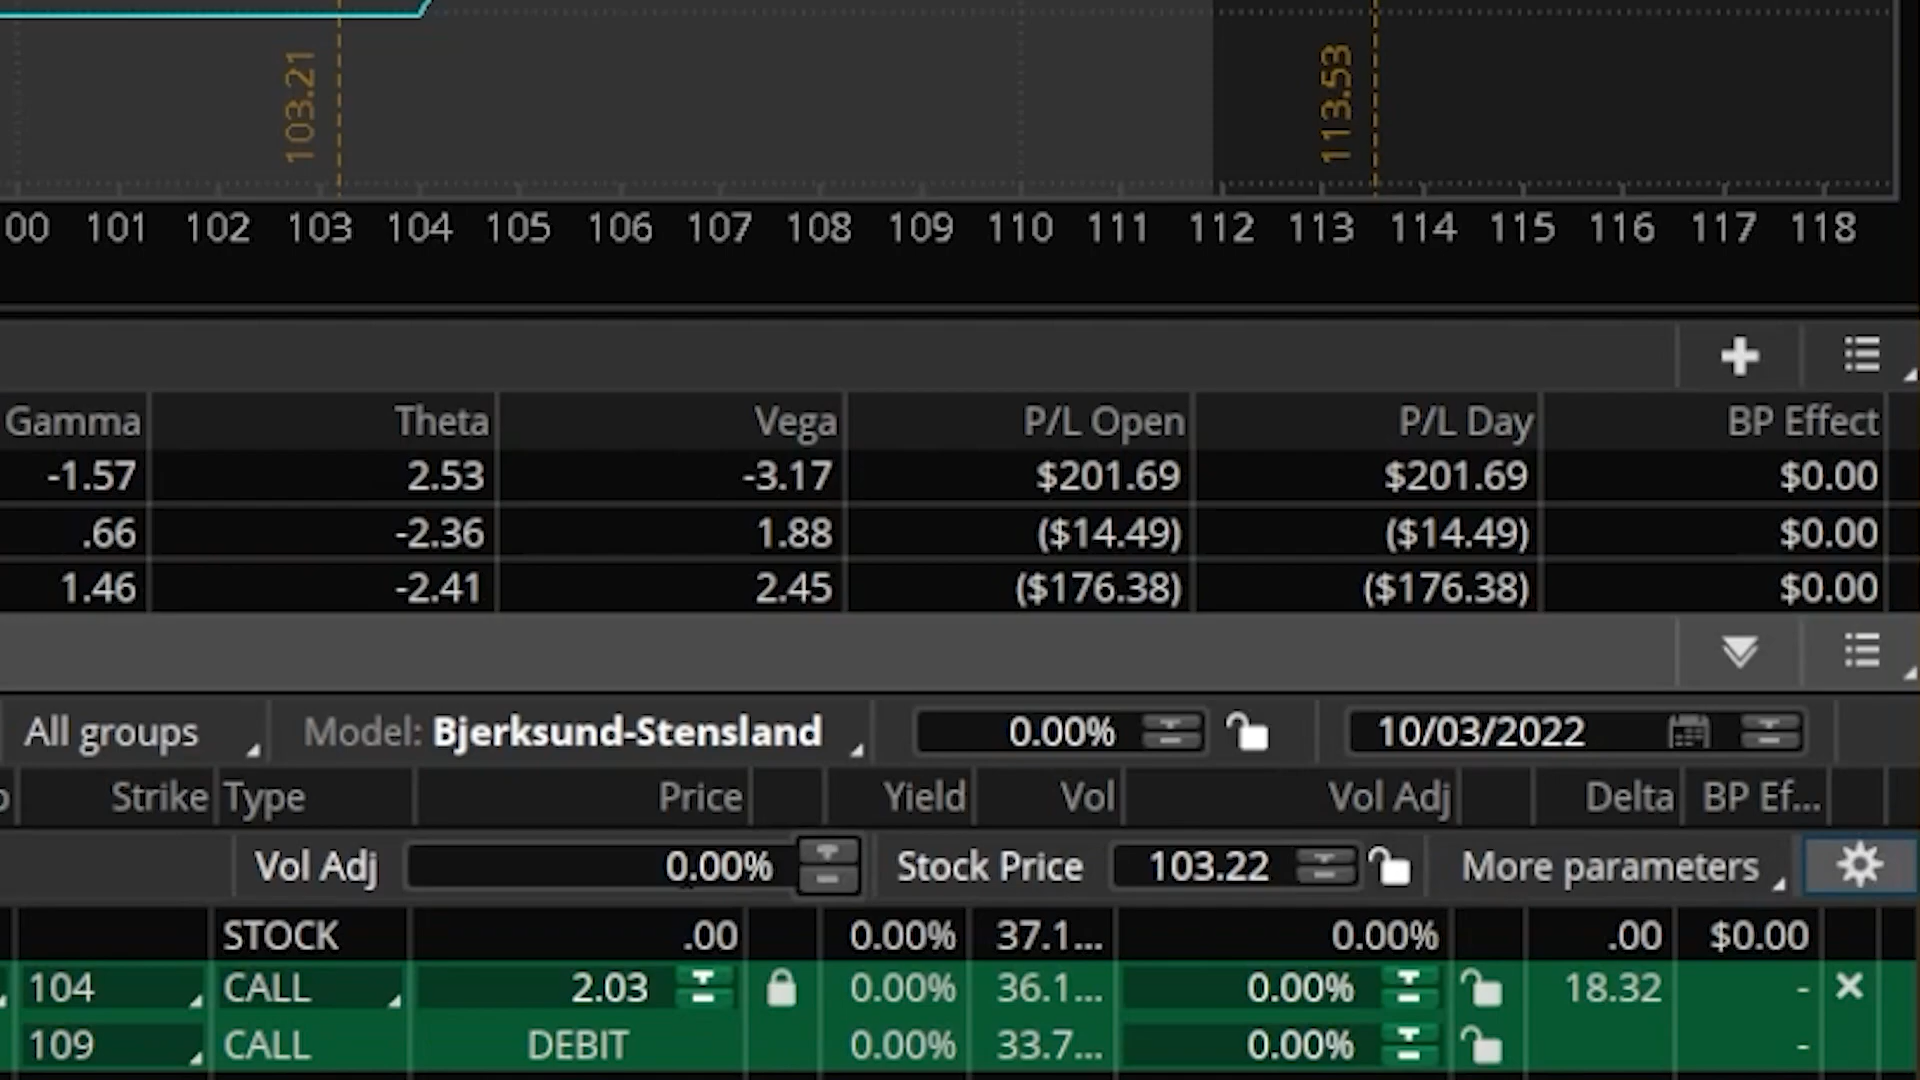 103.21
113.53
00 101 102 103 104 105 106 107 108 109 110 111 112 113 114 115 116 117 118
Gamma Theta Vega P/L Open P/L Day BP Effect
-1.57 2.53 -3.17 $201.69 $201.69 $0.00
.66 -2.36 1.88 ($14.49) ($14.49) $0.00
1.46 -2.41 2.45 ($176.38) ($176.38) $0.00
All groups Model: Bjerksund-Stensland 0.00% 10/03/2022
Strike Type Price Yield Vol Vol Adj Delta BP Ef...
Vol Adj 0.00% Stock Price 103.22 More parameters
STOCK .00 0.00% 37.1... 0.00% .00 $0.00
104 CALL 2.03 0.00% 36.1... 0.00% 18.32 -
109 CALL DEBIT 0.00% 33.7... 0.00% -